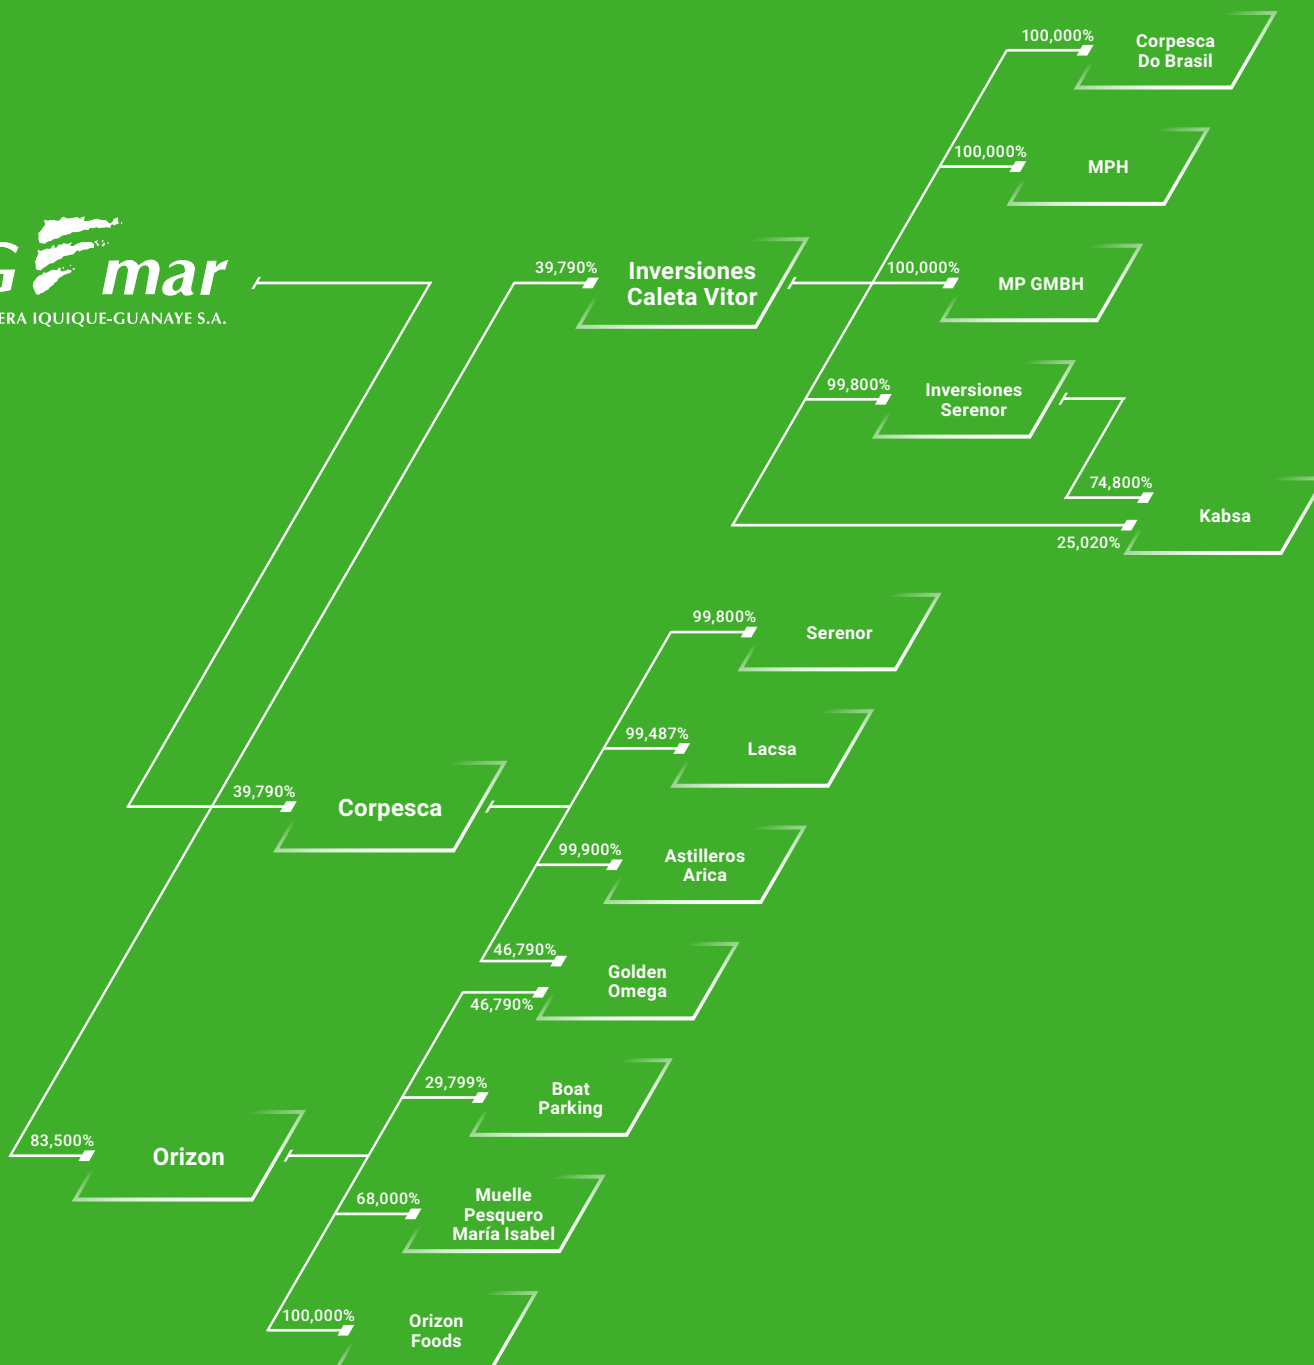 100,000%
Corpesca
Do Brasil
100,000%
MPH
G mar
ERA IQUIQUE-GUANAYE S.A.
39,790%
Inversiones
Caleta Vitor
100,000%
MP GMBH
99,800%
Inversiones
Serenor
74,800%
Kabsa
25,020%
99,800%
Serenor
99,487%
Lacsa
39,790%
Corpesca
99,900%
Astilleros
Arica
46,790%
Golden
Omega
46,790%
29,799%
Boat
Parking
83,500%
Orizon
68,000%
Muelle
Pesquero
María Isabel
100,000%
Orizon
Foods